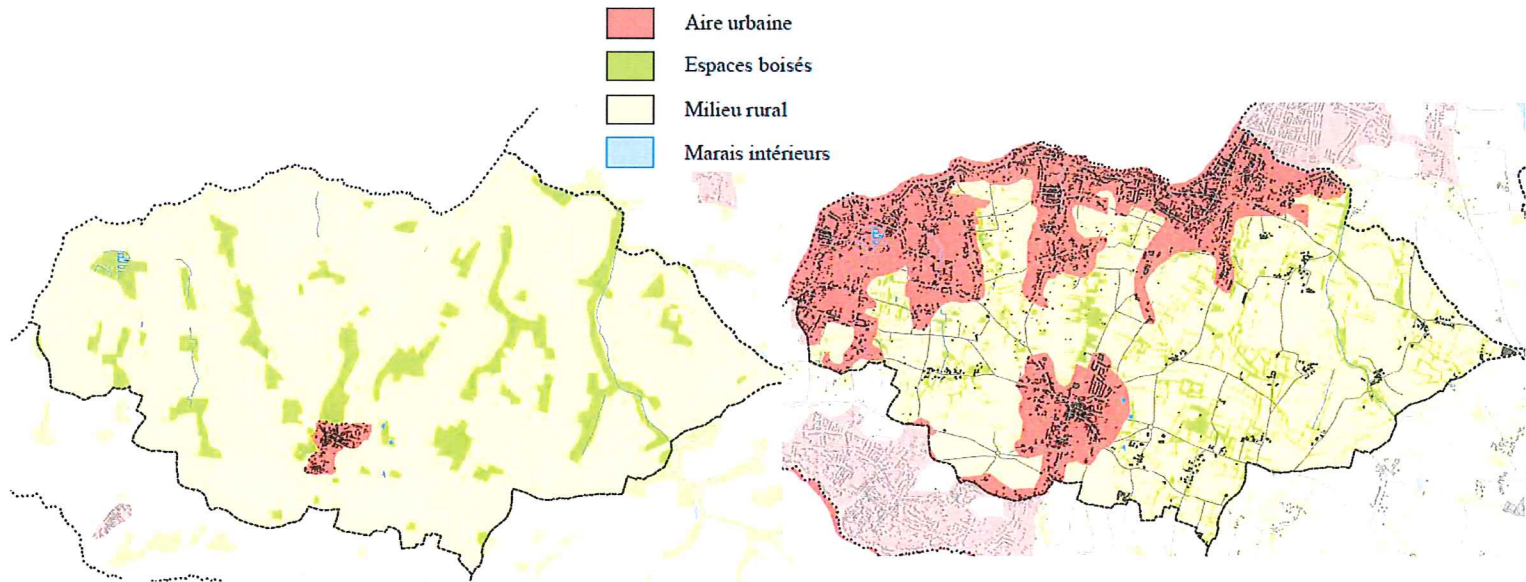 Aire urbaine
Espaces boisés
Milieu rural
Marais intérieurs